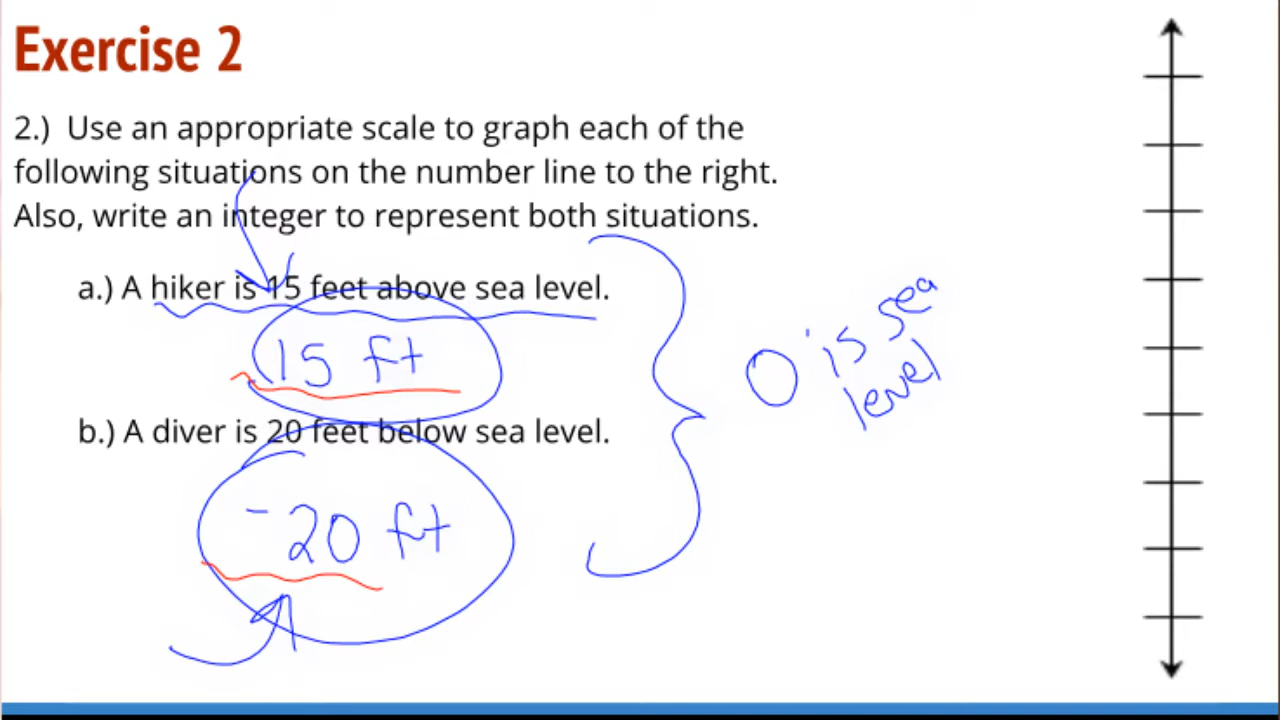 Exercise 2
2.) Use an appropriate scale to graph each of the
following situations on the number line to the right.
Also, write an integer to represent both situations.
a.) A hiker is 15 feet above sea level.
15 ft
b.) A diver is 20 feet below sea level.
-20 ft
0 is sea
level